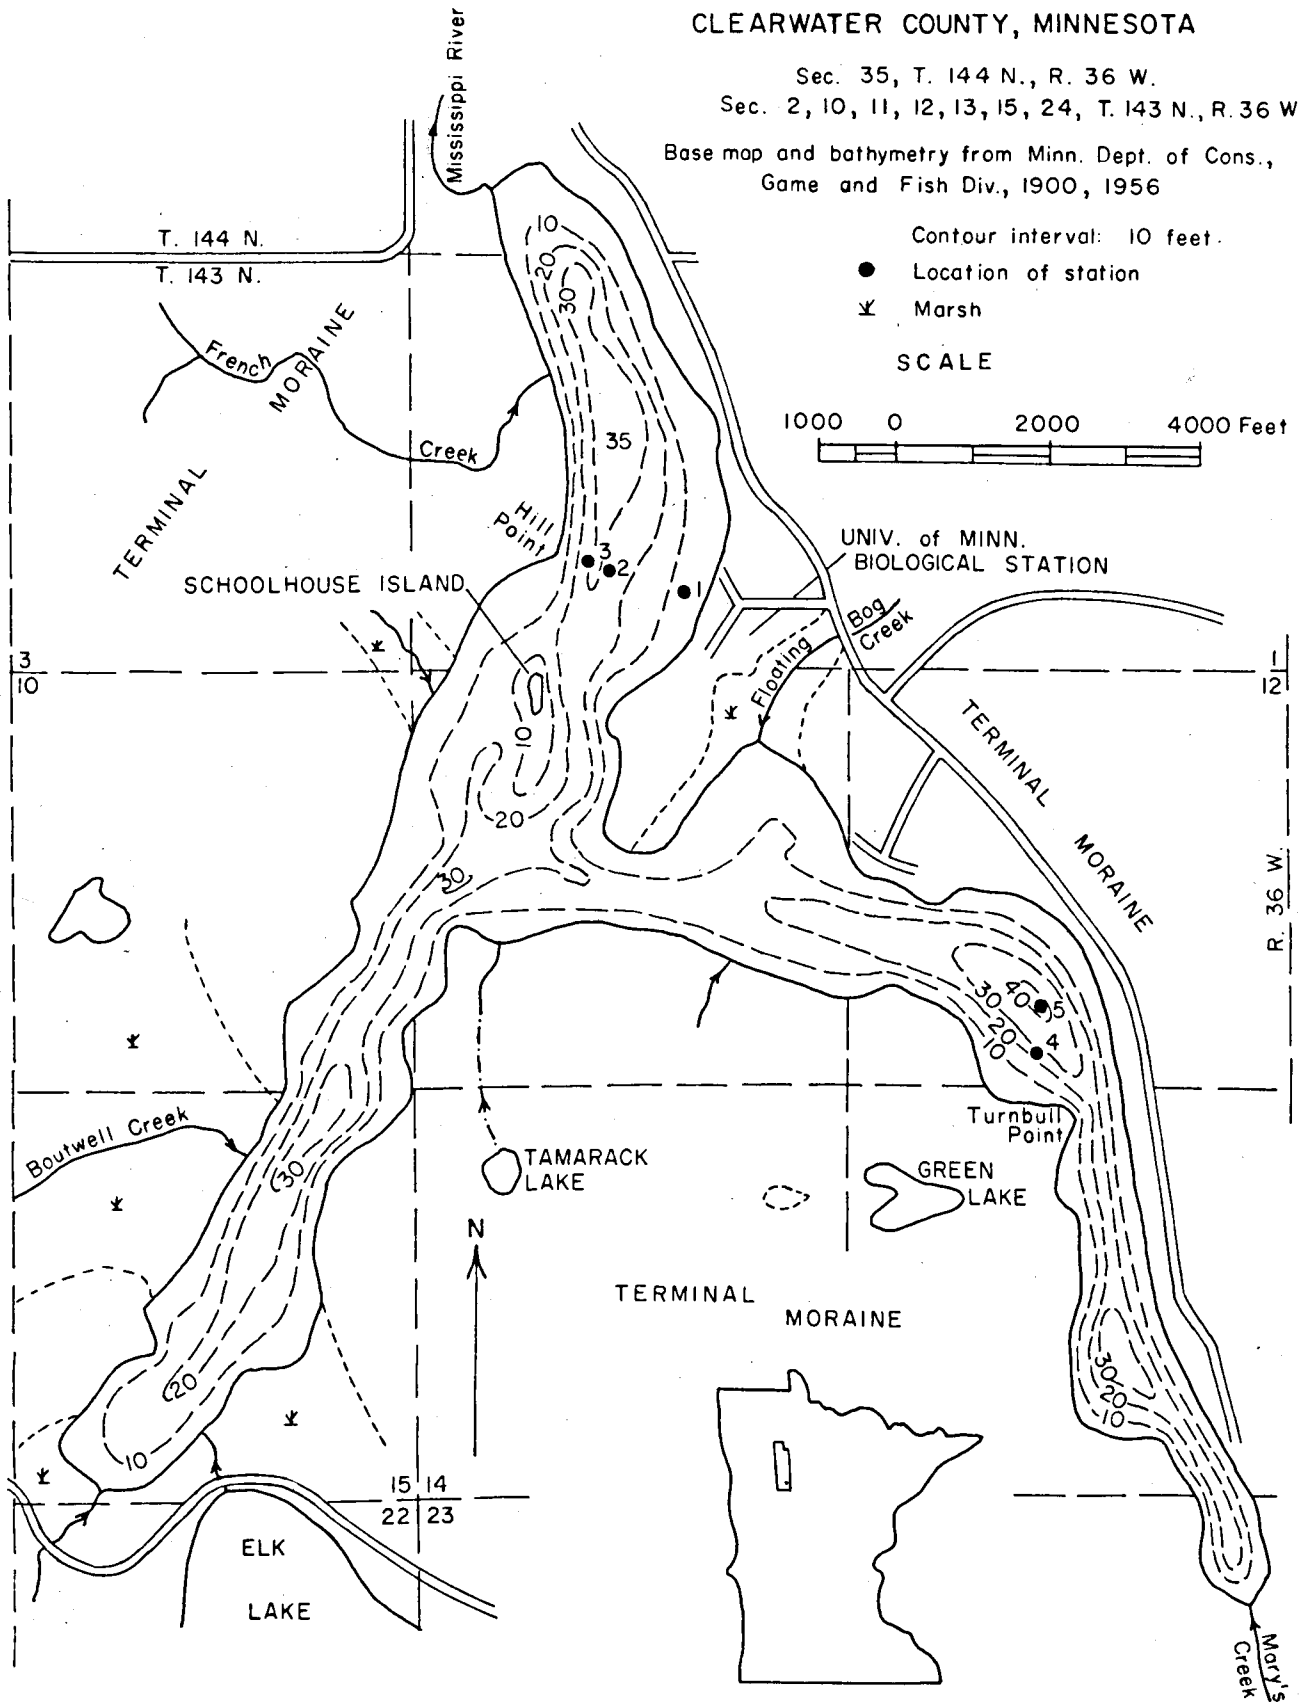 CLEARWATER COUNTY, MINNESOTA
Sec. 35, T. 144 N., R. 36 W.
Sec. 2, 10, 11, 12, 13, 15, 24, T. 143 N., R. 36 W
Base map and bathymetry from Minn. Dept. of Cons.,
Game and Fish Div., 1900, 1956
Contour interval: 10 feet.
Location of station
Marsh
SCALE
1000 0 2000 4000 Feet
Mississippi River
T. 144 N.
T. 143 N.
10
20
30
MORAINE
French
Creek
TERMINAL
35
Hill
Point
3
2
1
UNIV. of MINN.
BIOLOGICAL STATION
SCHOOLHOUSE ISLAND
Bog
Creek
Floating
3
10
1
12
10
20
30
TERMINAL
MORAINE
R. 36 W.
40
5
30
20
10
4
Turnbull
Point
Boutwell Creek
30
TAMARACK
LAKE
GREEN
LAKE
N
TERMINAL
MORAINE
20
10
30
20
10
15 14
22 23
ELK
LAKE
Mary's
Creek